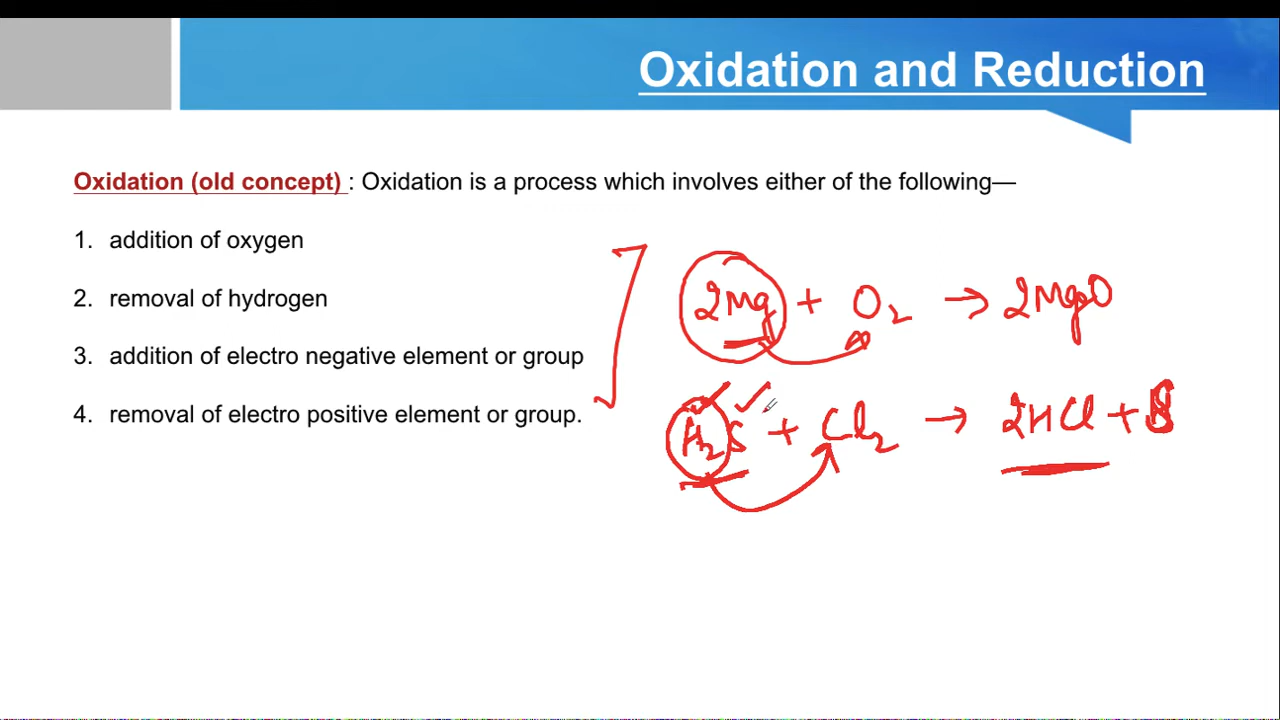 Oxidation and Reduction
Oxidation (old concept) : Oxidation is a process which involves either of the following—
1. addition of oxygen
2. removal of hydrogen
3. addition of electro negative element or group
4. removal of electro positive element or group.
2Mg + O₂ → 2MgO
H₂S + Cl₂ → 2HCl + S